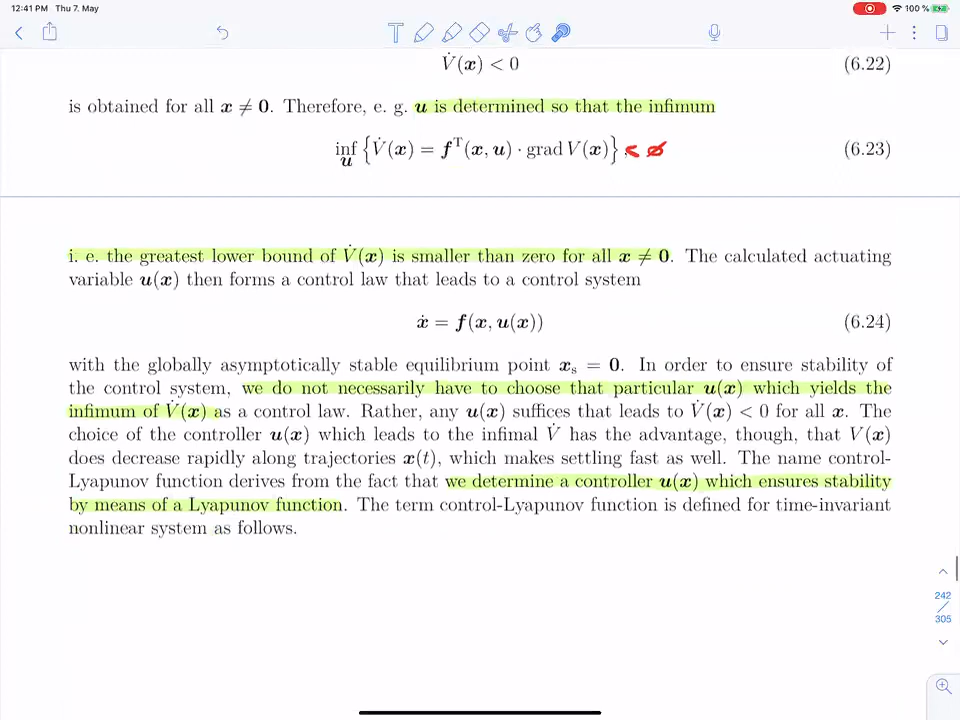 12:41 PM Thu 7. May
100 %
V̇(x) < 0 (6.22)
is obtained for all x ≠ 0. Therefore, e. g. u is determined so that the infimum
inf_u {V̇(x) = f^T(x, u) · grad V(x)} < 0 (6.23)
i. e. the greatest lower bound of V̇(x) is smaller than zero for all x ≠ 0. The calculated actuating
variable u(x) then forms a control law that leads to a control system
ẋ = f(x, u(x)) (6.24)
with the globally asymptotically stable equilibrium point x_s = 0. In order to ensure stability of
the control system, we do not necessarily have to choose that particular u(x) which yields the
infimum of V̇(x) as a control law. Rather, any u(x) suffices that leads to V̇(x) < 0 for all x. The
choice of the controller u(x) which leads to the infimal V̇ has the advantage, though, that V(x)
does decrease rapidly along trajectories x(t), which makes settling fast as well. The name control-
Lyapunov function derives from the fact that we determine a controller u(x) which ensures stability
by means of a Lyapunov function. The term control-Lyapunov function is defined for time-invariant
nonlinear system as follows.
242
/
305